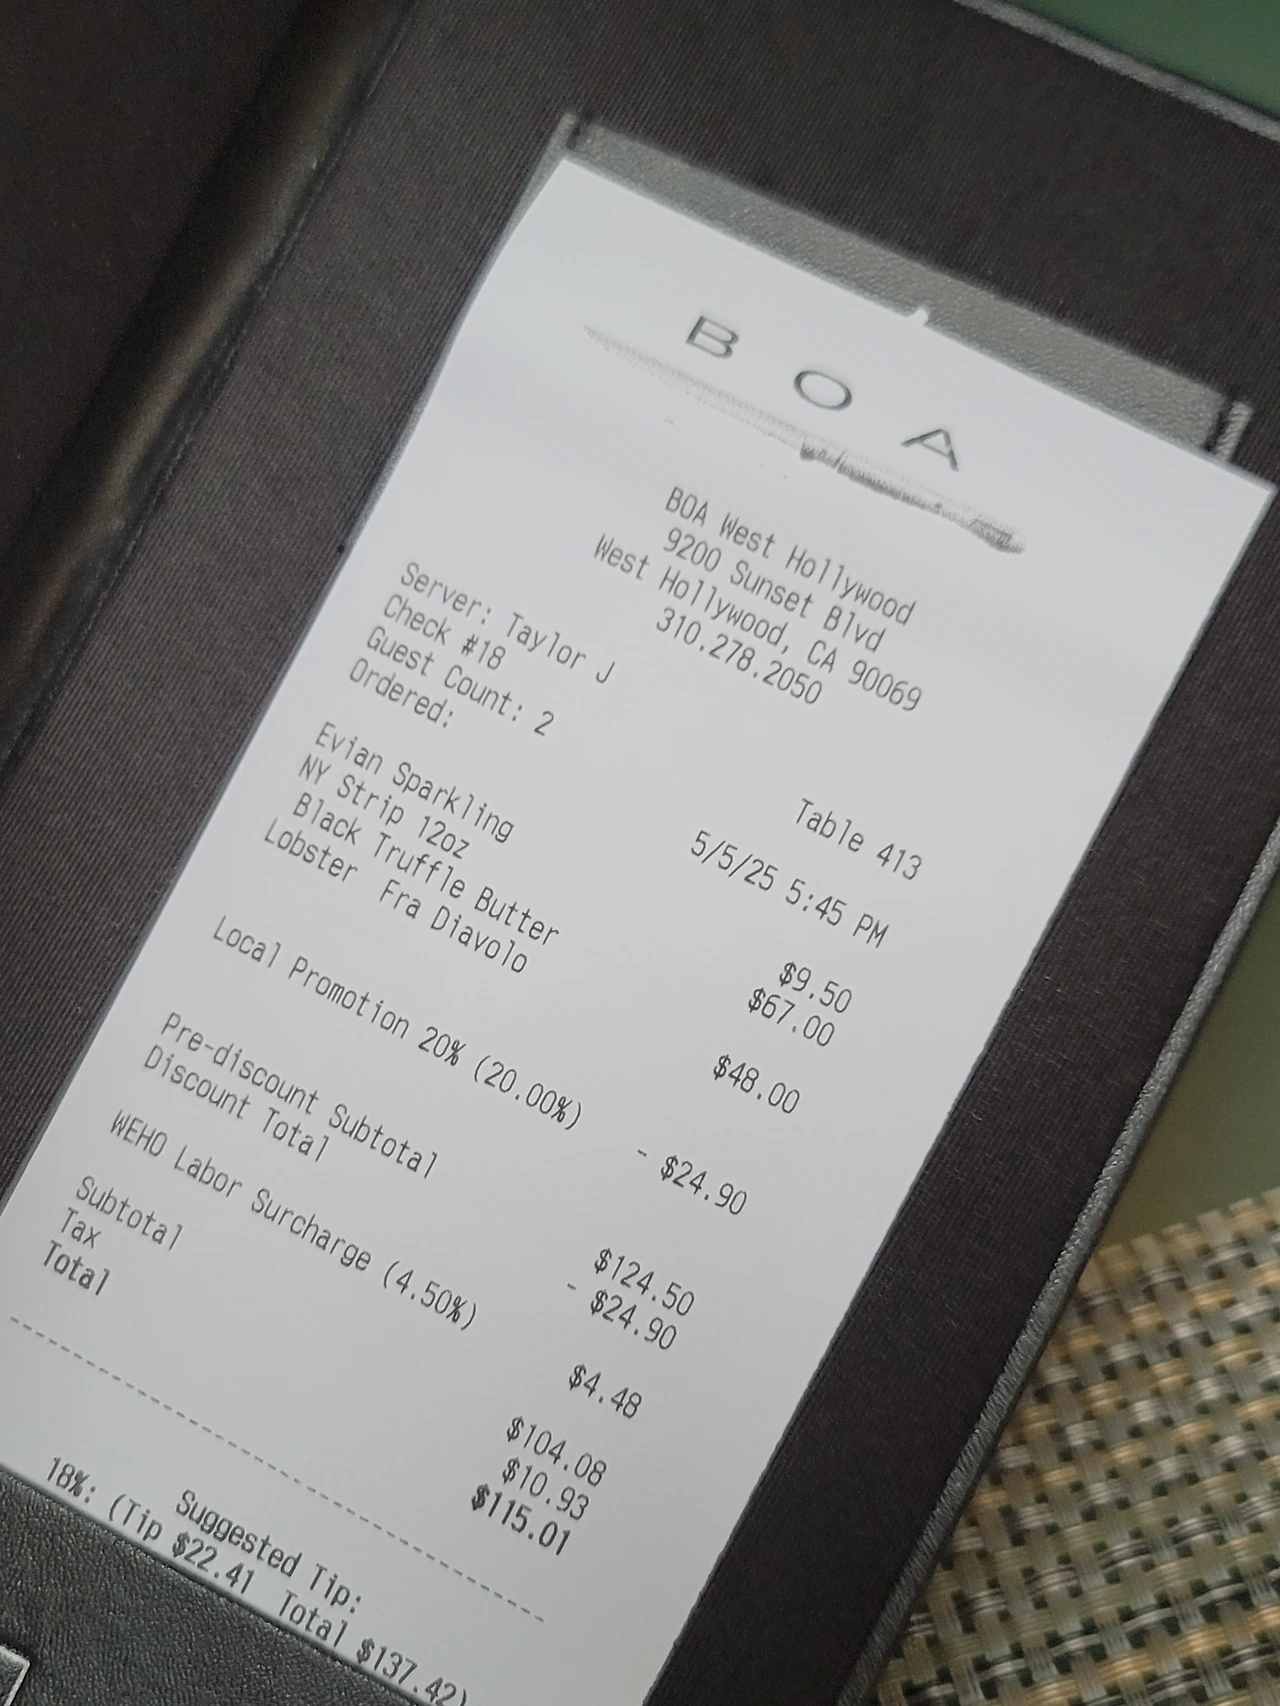 B O A
BOA West Hollywood
9200 Sunset Blvd
West Hollywood, CA 90069
310.278.2050
Server: Taylor J
Check #18 Table 413
Guest Count: 2
Ordered: 5/5/25 5:45 PM
Evian Sparkling $9.50
NY Strip 12oz $67.00
Black Truffle Butter
Lobster Fra Diavolo $48.00
Local Promotion 20% (20.00%) - $24.90
Pre-discount Subtotal $124.50
Discount Total - $24.90
WEHO Labor Surcharge (4.50%) $4.48
Subtotal $104.08
Tax $10.93
Total $115.01
Suggested Tip:
18%: (Tip $22.41 Total $137.42)